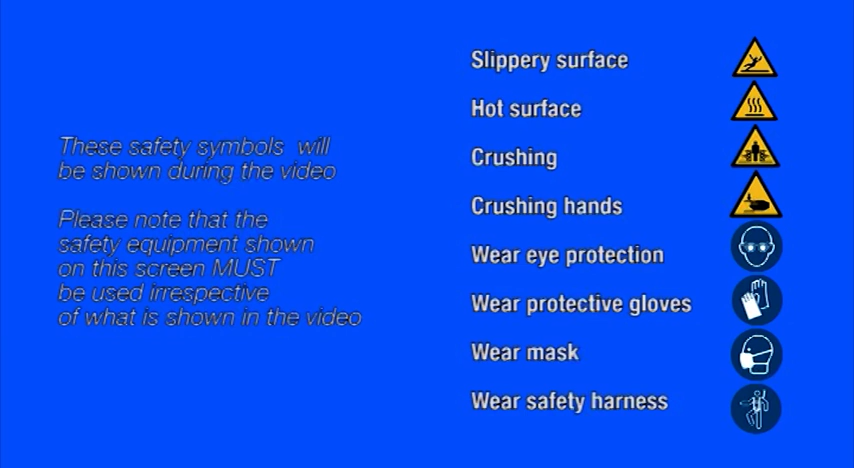 These safety symbols will
be shown during the video
Please note that the
safety equipment shown
on this screen MUST
be used irrespective
of what is shown in the video
Slippery surface
Hot surface
Crushing
Crushing hands
Wear eye protection
Wear protective gloves
Wear mask
Wear safety harness